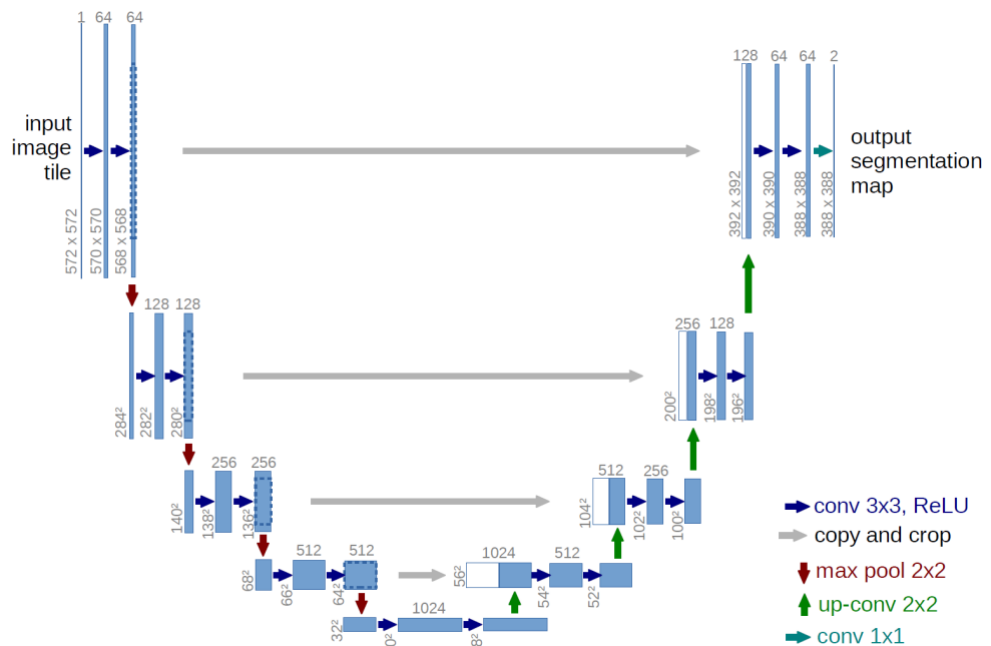 1 64 64
128 64 64 2
input
image
tile
output
segmentation
map
572 x 572
570 x 570
568 x 568
392 x 392
390 x 390
388 x 388
388 x 388
128 128
256 128
284²
282²
280²
200²
198²
196²
256 256
512 256
140²
138²
136²
104²
102²
100²
conv 3x3, ReLU
copy and crop
512 512
1024 512
68²
66²
64²
56²
54²
52²
max pool 2x2
up-conv 2x2
1024
32²
0²
8²
conv 1x1